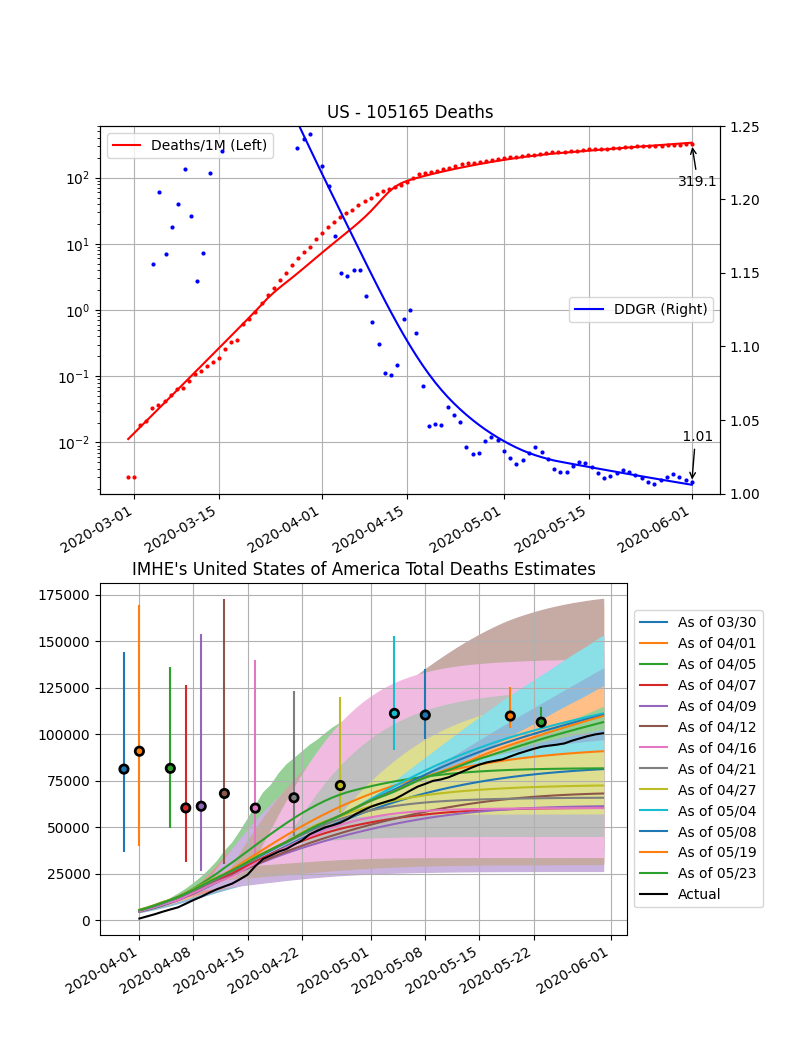 US - 105165 Deaths
Deaths/1M (Left)
DDGR (Right)
319.1
1.01
10²
10¹
10⁰
10⁻¹
10⁻²
1.25
1.20
1.15
1.10
1.05
1.00
2020-03-01
2020-03-15
2020-04-01
2020-04-15
2020-05-01
2020-05-15
2020-06-01
IMHE's United States of America Total Deaths Estimates
175000
150000
125000
100000
75000
50000
25000
0
2020-04-01
2020-04-08
2020-04-15
2020-04-22
2020-05-01
2020-05-08
2020-05-15
2020-05-22
2020-06-01
As of 03/30
As of 04/01
As of 04/05
As of 04/07
As of 04/09
As of 04/12
As of 04/16
As of 04/21
As of 04/27
As of 05/04
As of 05/08
As of 05/19
As of 05/23
Actual